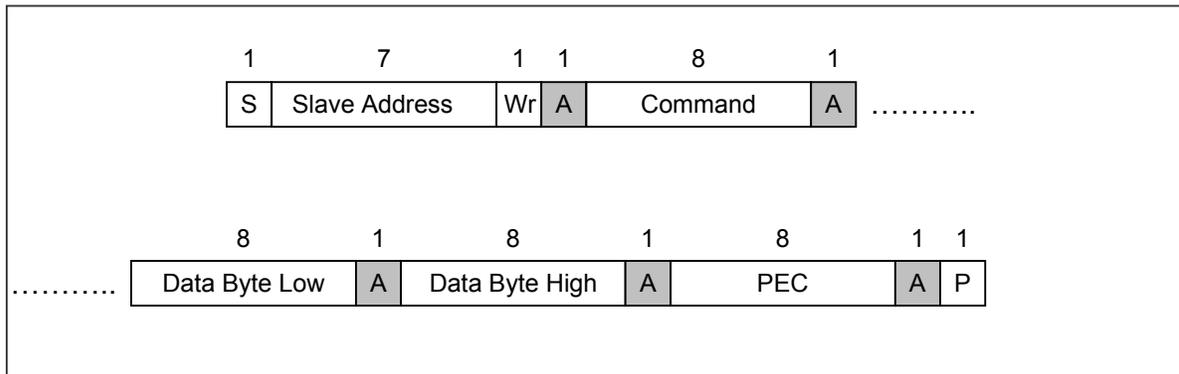 1 7 1 1 8 1
S Slave Address Wr A Command A ………..
8 1 8 1 8 1 1
……….. Data Byte Low A Data Byte High A PEC A P